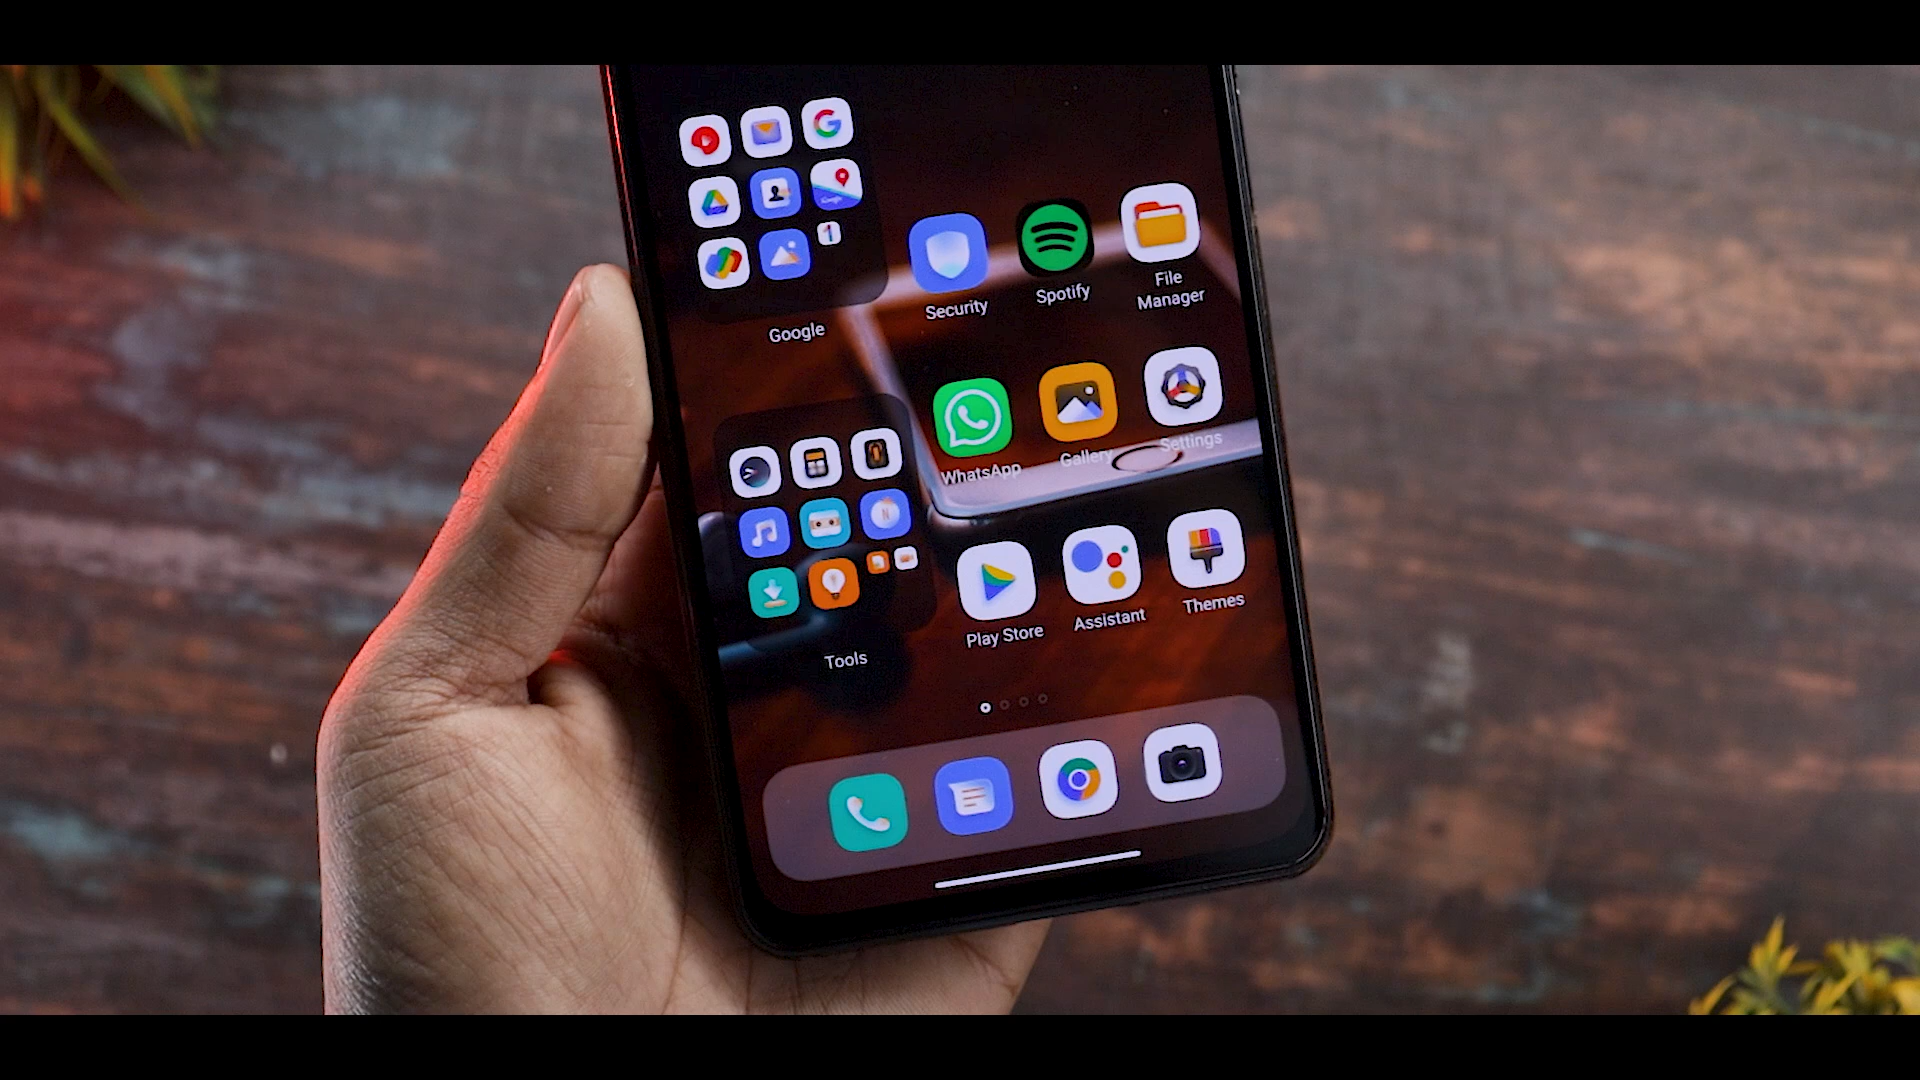 Google
Security
Spotify
File
Manager
WhatsApp
Gallery
Settings
Tools
Play Store
Assistant
Themes